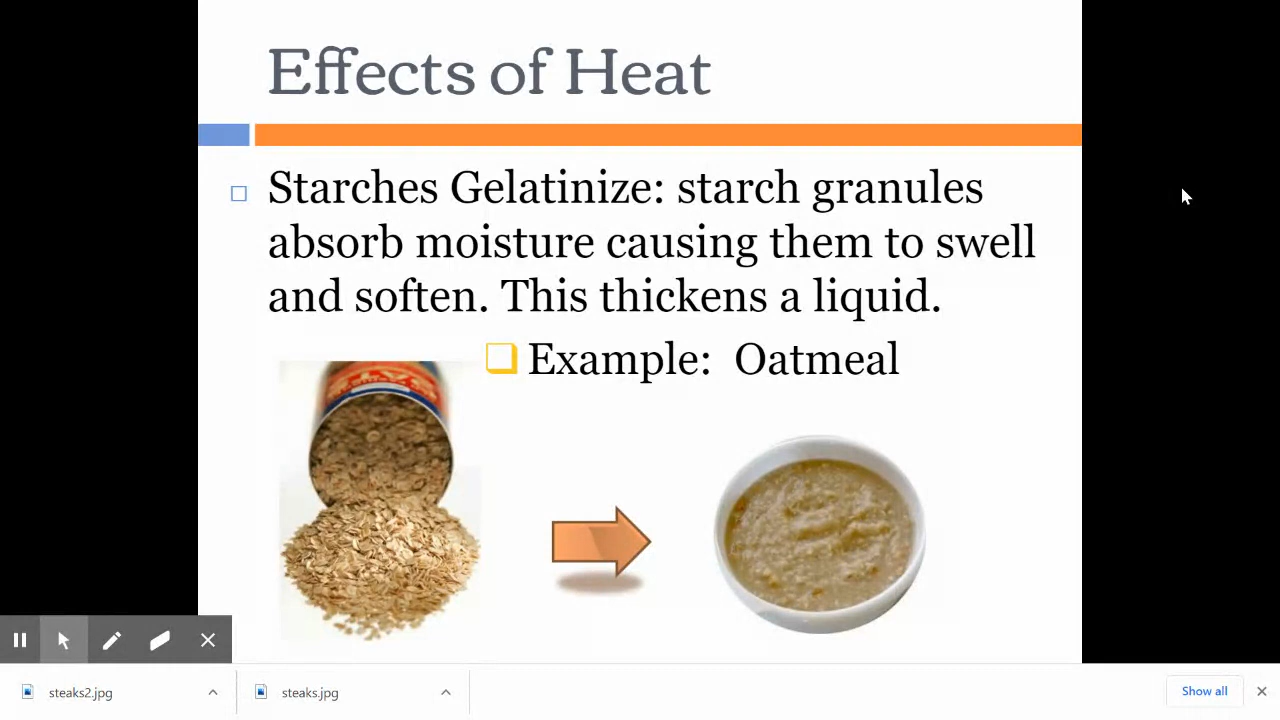 Effects of Heat
Starches Gelatinize: starch granules
absorb moisture causing them to swell
and soften. This thickens a liquid.
Example: Oatmeal
steaks2.jpg
steaks.jpg
Show all